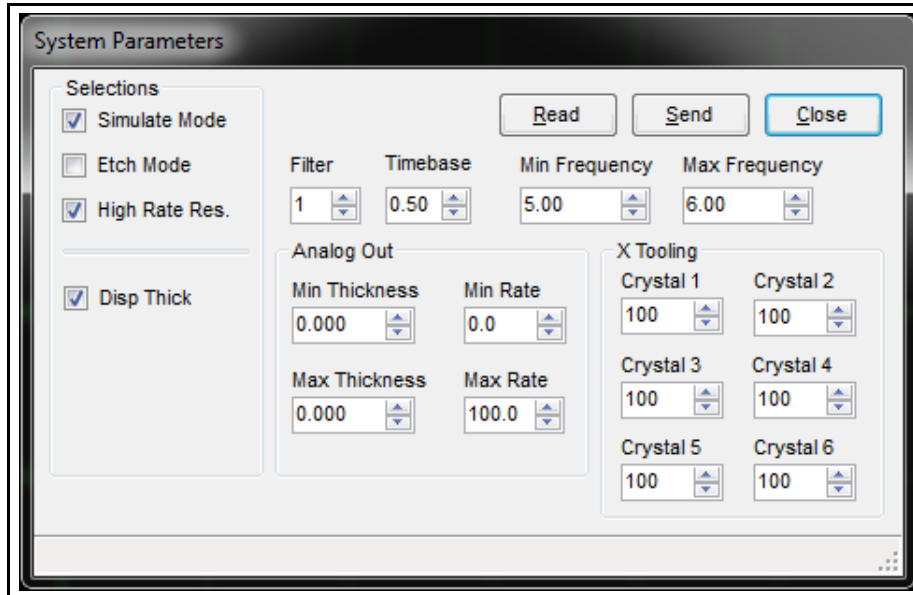 System Parameters
Selections
Simulate Mode
Etch Mode
High Rate Res.
Disp Thick
Read Send Close
Filter Timebase Min Frequency Max Frequency
1 0.50 5.00 6.00
Analog Out
Min Thickness Min Rate
0.000 0.0
Max Thickness Max Rate
0.000 100.0
X Tooling
Crystal 1 Crystal 2
100 100
Crystal 3 Crystal 4
100 100
Crystal 5 Crystal 6
100 100